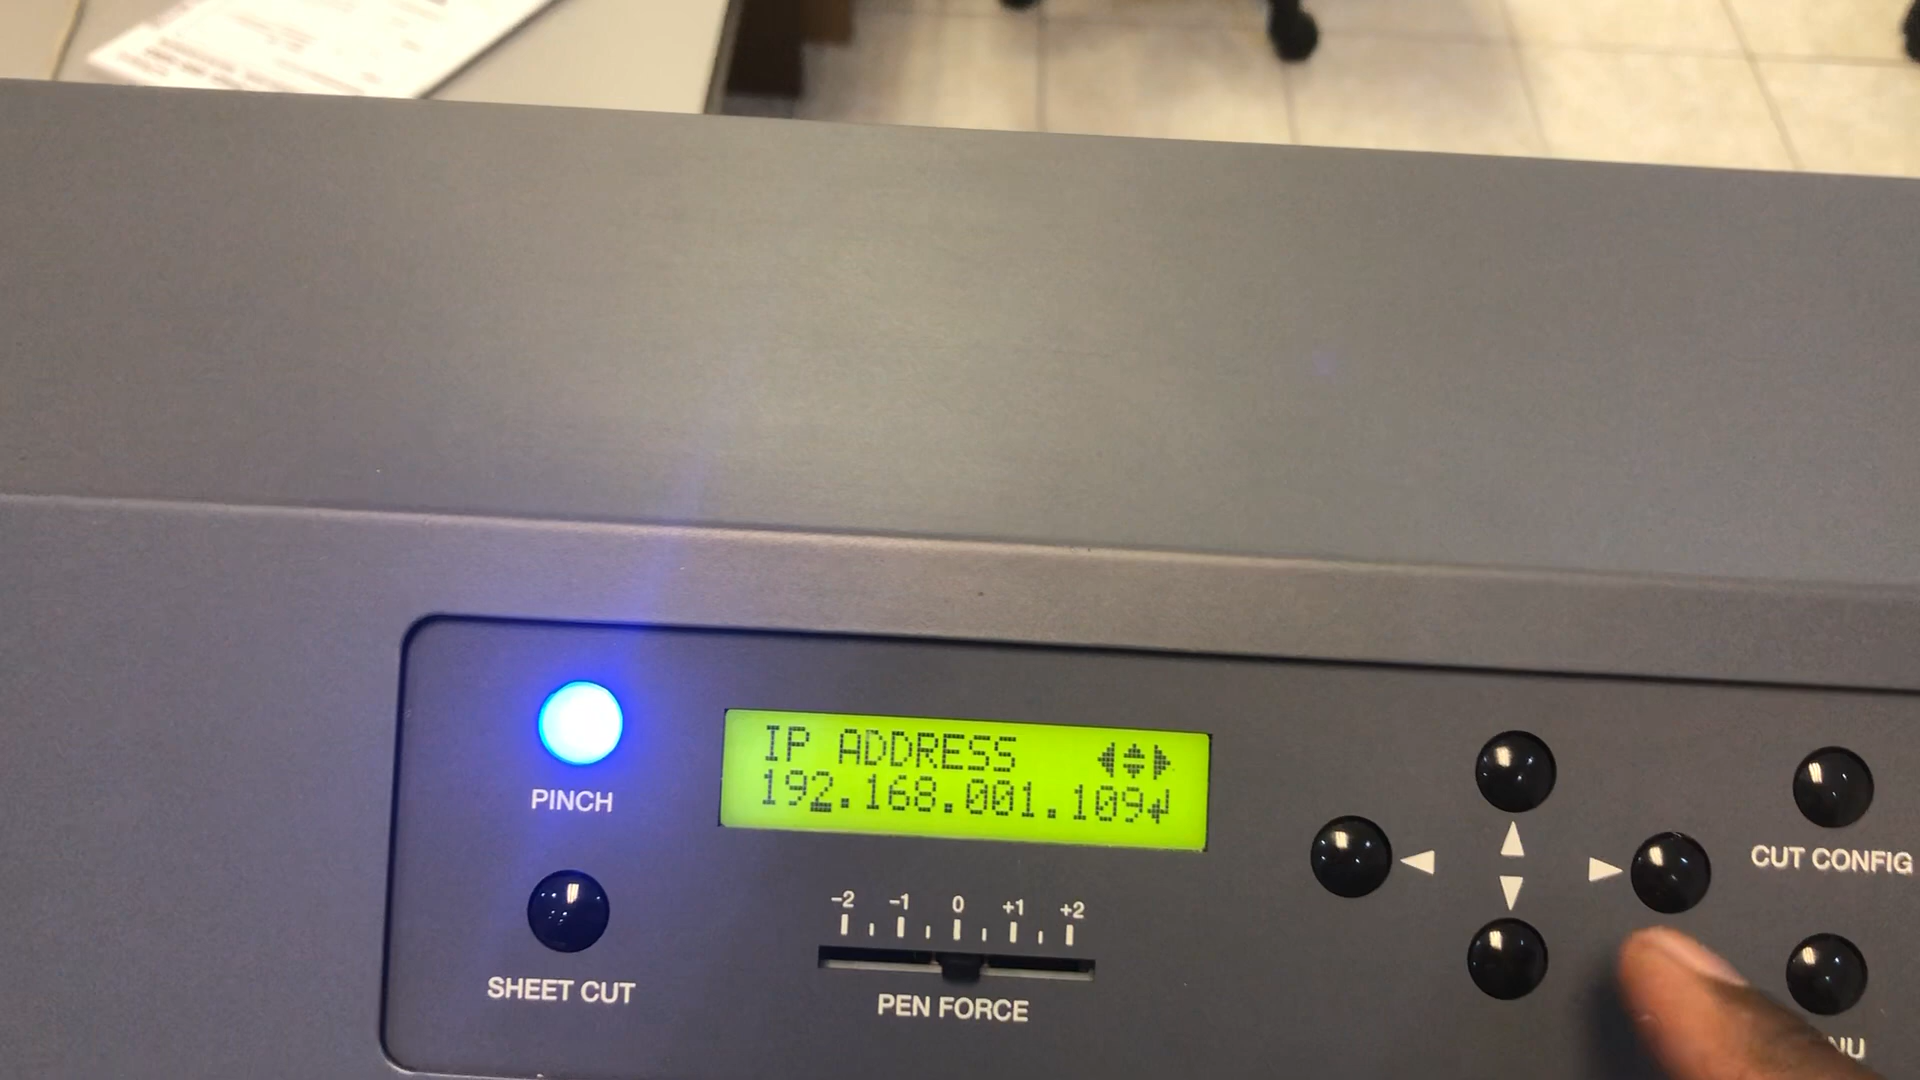 IP ADDRESS
192.168.001.109
PINCH
SHEET CUT
-2 -1 0 +1 +2
PEN FORCE
CUT CONFIG